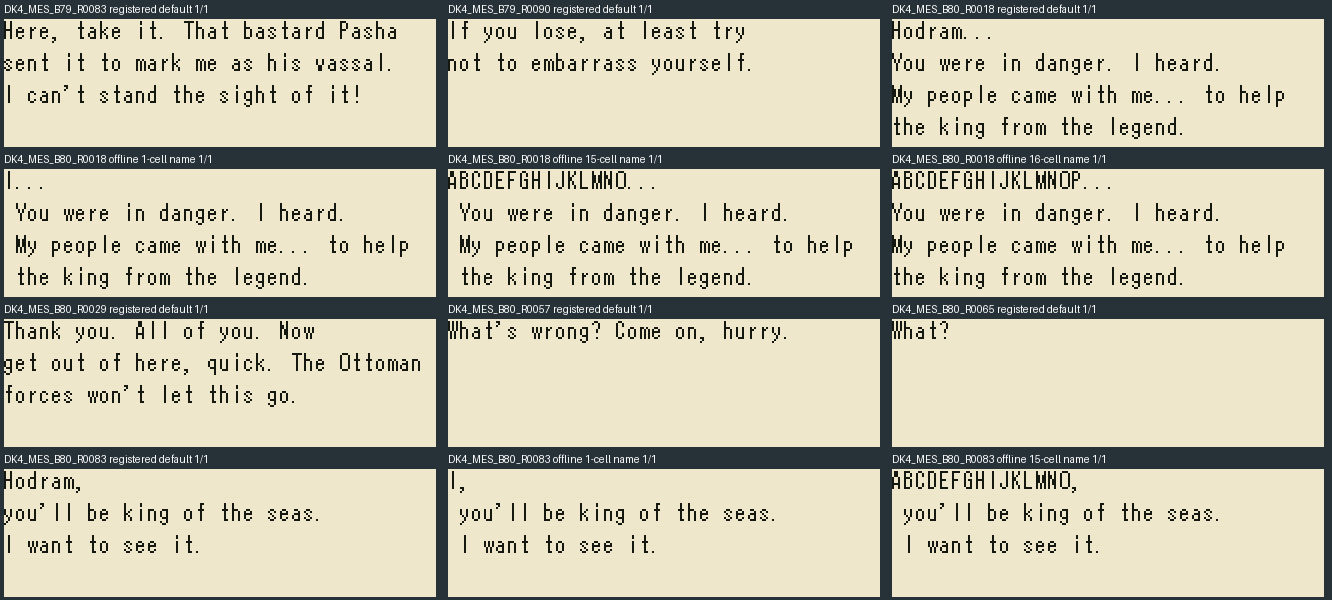 DK4_MES_B79_R0083 registered default 1/1
Here, take it. That bastard Pasha
sent it to mark me as his vassal.
I can't stand the sight of it!
DK4_MES_B79_R0090 registered default 1/1
If you lose, at least try
not to embarrass yourself.
DK4_MES_B80_R0018 registered default 1/1
Hodram...
You were in danger. I heard.
My people came with me... to help
the king from the legend.
DK4_MES_B80_R0018 offline 1-cell name 1/1
I...
You were in danger. I heard.
My people came with me... to help
the king from the legend.
DK4_MES_B80_R0018 offline 15-cell name 1/1
ABCDEFGHIJKLMNO...
You were in danger. I heard.
My people came with me... to help
the king from the legend.
DK4_MES_B80_R0018 offline 16-cell name 1/1
ABCDEFGHIJKLMNOP...
You were in danger. I heard.
My people came with me... to help
the king from the legend.
DK4_MES_B80_R0029 registered default 1/1
Thank you. All of you. Now
get out of here, quick. The Ottoman
forces won't let this go.
DK4_MES_B80_R0057 registered default 1/1
What's wrong? Come on, hurry.
DK4_MES_B80_R0065 registered default 1/1
What?
DK4_MES_B80_R0083 registered default 1/1
Hodram,
you'll be king of the seas.
I want to see it.
DK4_MES_B80_R0083 offline 1-cell name 1/1
I,
you'll be king of the seas.
I want to see it.
DK4_MES_B80_R0083 offline 15-cell name 1/1
ABCDEFGHIJKLMNO,
you'll be king of the seas.
I want to see it.